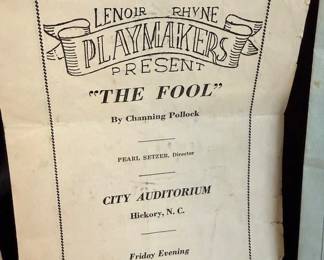 LENOIR RHYNE
PLAYMAKERS
PRESENT
"THE FOOL"
By Channing Pollock
PEARL SETZER, Director
CITY AUDITORIUM
Hickory, N. C.
Friday Evening